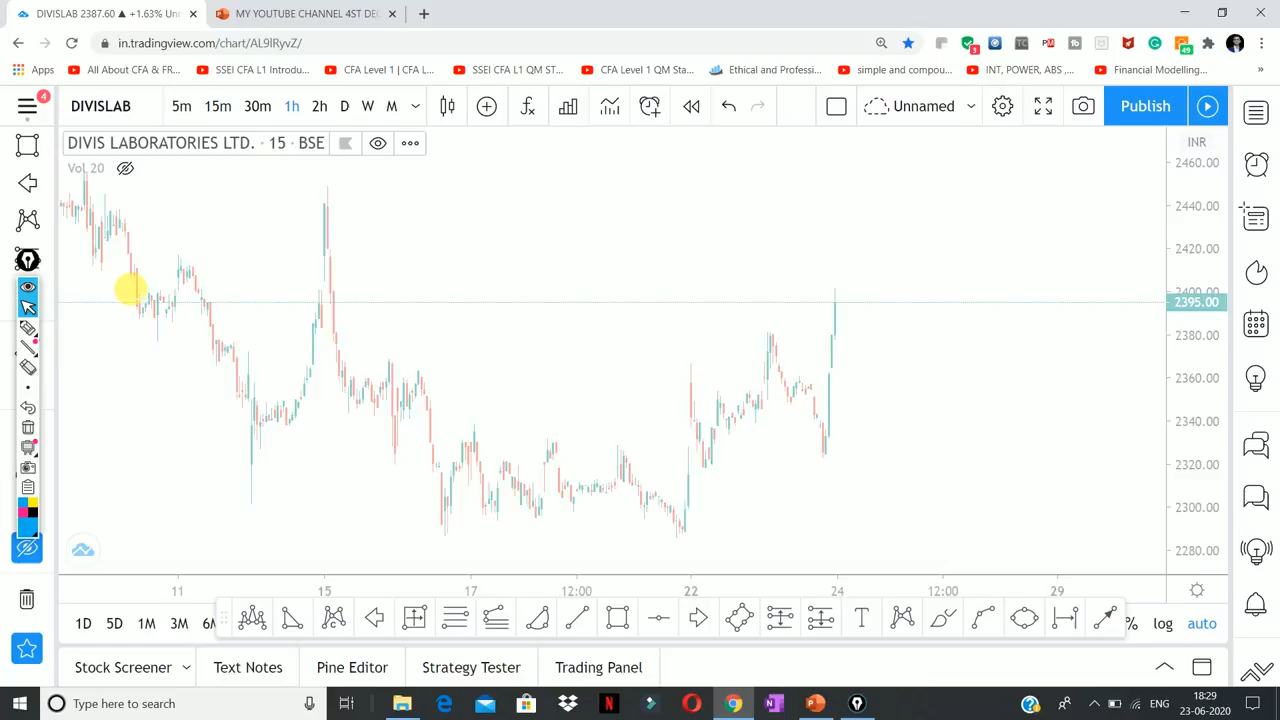 DIVISLAB 2387.60 ▲ +1.63% Un
MY YOUTUBE CHANNEL 4ST DE
in.tradingview.com/chart/AL9lRyvZ/
3
49
Apps
All About CFA & FR...
SSEI CFA L1 Introdu...
CFA Level 1 | CFA L...
SSEI CFA L1 QM ST...
CFA Level 1 QM Sta...
Ethical and Professi...
simple and compou...
INT, POWER, ABS ,...
Financial Modelling...
»
4
DIVISLAB
5m 15m 30m 1h 2h D W M
Unnamed
Publish
DIVIS LABORATORIES LTD. · 15 · BSE
INR
Vol 20
2460.00
2440.00
2420.00
2400.00
2395.00
2380.00
2360.00
2340.00
2320.00
2300.00
2280.00
11 15 17 12:00 22 24 12:00 29
1D 5D 1M 3M 6M
% log auto
Stock Screener
Text Notes
Pine Editor
Strategy Tester
Trading Panel
Type here to search
ENG
18:29
23-06-2020